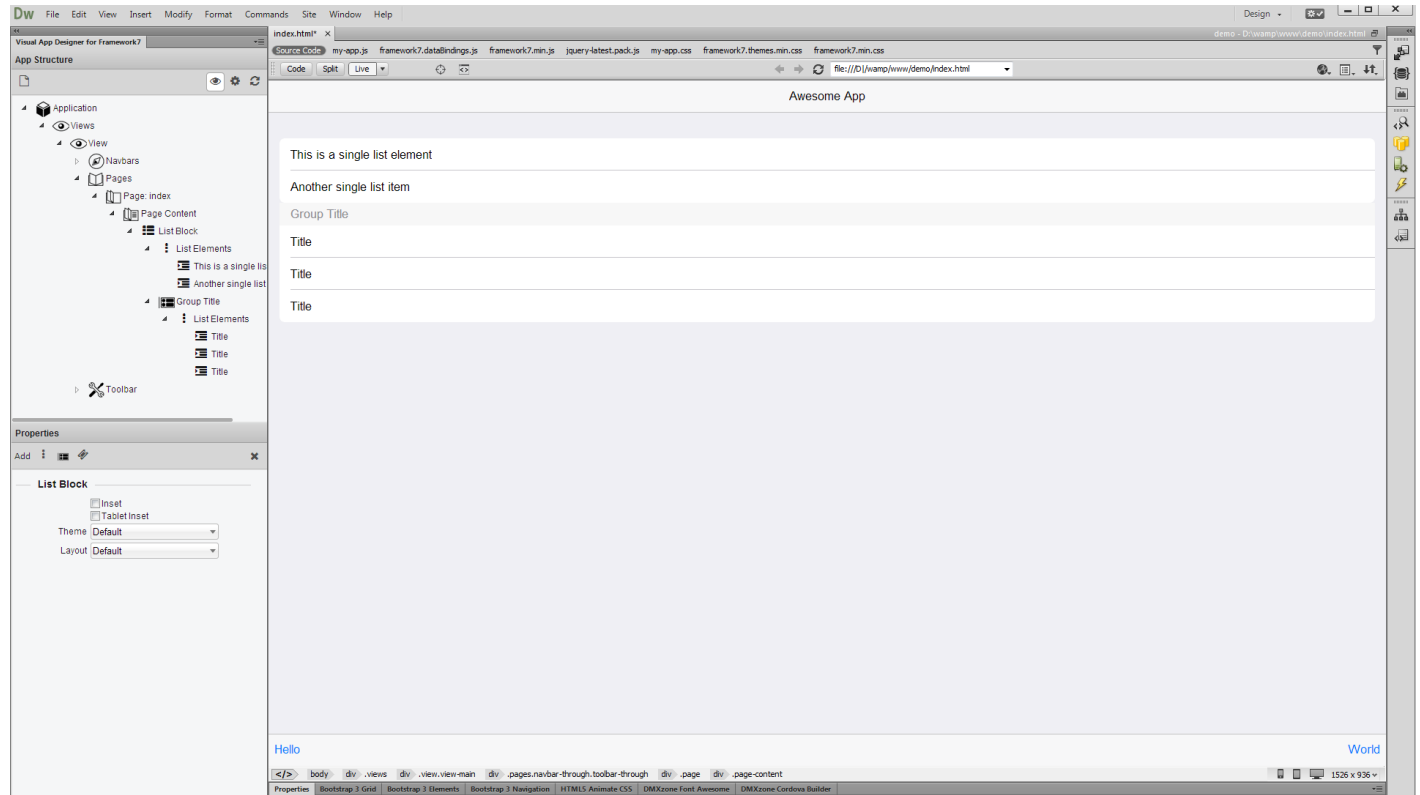 Dw File Edit View Insert Modify Format Commands Site Window Help Design
Visual App Designer for Framework7
App Structure
Application
Views
View
Navbars
Pages
Page: index
Page Content
List Block
List Elements
This is a single lis
Another single list
Group Title
List Elements
Title
Title
Title
Toolbar
Properties
Add
List Block
Inset
Tablet Inset
Theme Default
Layout Default
index.html* demo - D:\wamp\www\demo\index.html
Source Code my-app.js framework7.dataBindings.js framework7.min.js jquery-latest.pack.js my-app.css framework7.themes.min.css framework7.min.css
Code Split Live file:///D|/wamp/www/demo/index.html
Awesome App
This is a single list element
Another single list item
Group Title
Title
Title
Title
Hello World
</> body div .views div .view.view-main div .pages.navbar-through.toolbar-through div .page div .page-content 1526 x 936
Properties Bootstrap 3 Grid Bootstrap 3 Elements Bootstrap 3 Navigation HTML5 Animate CSS DMXzone Font Awesome DMXzone Cordova Builder